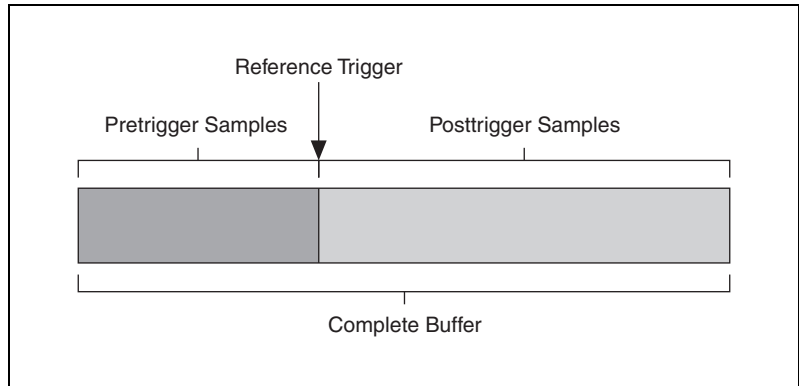 Reference Trigger
Pretrigger Samples
Posttrigger Samples
Complete Buffer